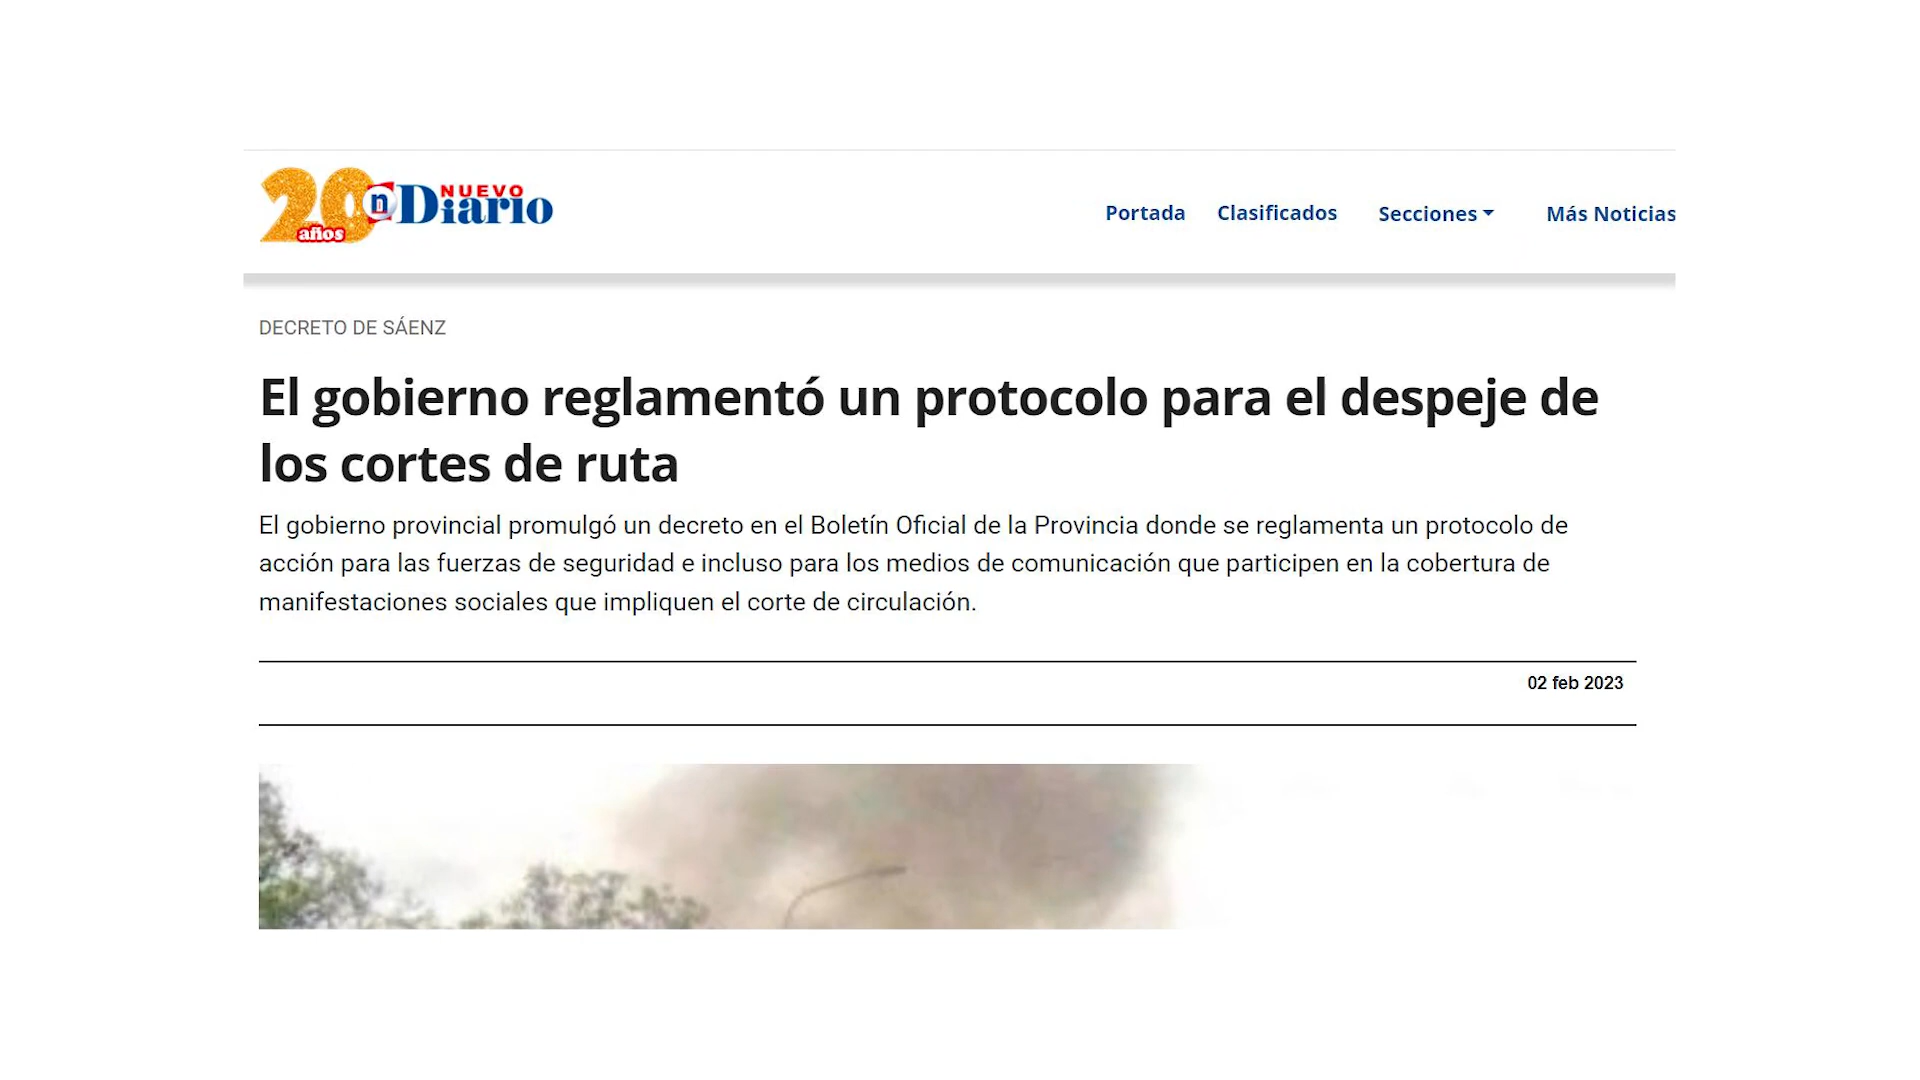 20 años n NUEVO Diario
Portada Clasificados Secciones Más Noticias
DECRETO DE SÁENZ
El gobierno reglamentó un protocolo para el despeje de
los cortes de ruta
El gobierno provincial promulgó un decreto en el Boletín Oficial de la Provincia donde se reglamenta un protocolo de
acción para las fuerzas de seguridad e incluso para los medios de comunicación que participen en la cobertura de
manifestaciones sociales que impliquen el corte de circulación.
02 feb 2023